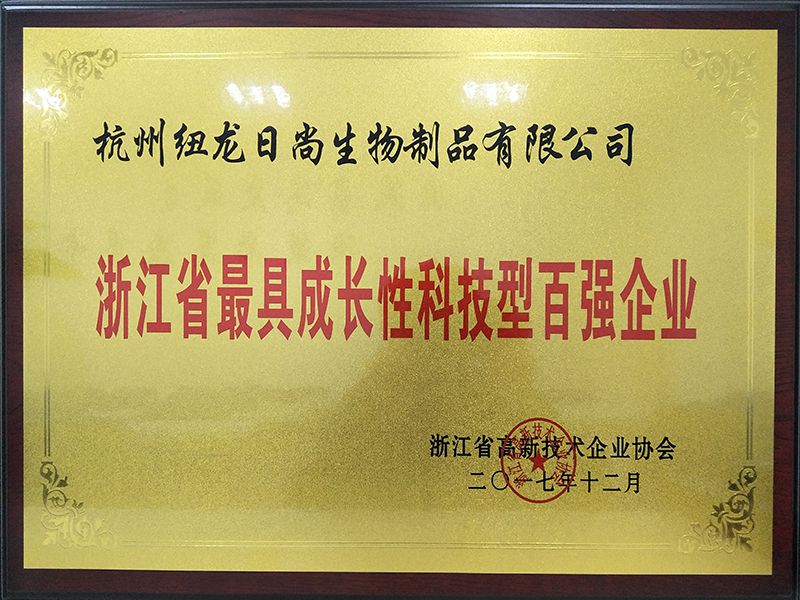 杭州纽龙日尚生物制品有限公司
浙江省最具成长性科技型百强企业
浙江省高新技术企业协会
二〇一七年十二月